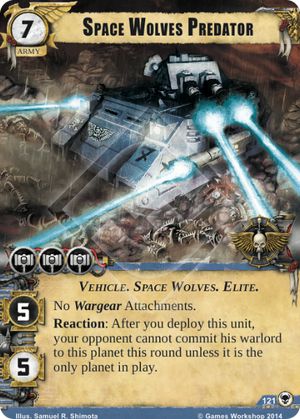 7
ARMY
SPACE WOLVES PREDATOR
VEHICLE. SPACE WOLVES. ELITE.
5
No Wargear Attachments.
Reaction: After you deploy this unit,
your opponent cannot commit his warlord
to this planet this round unless it is the
only planet in play.
5
121
Illus. Samuel R. Shimota
© Games Workshop 2014